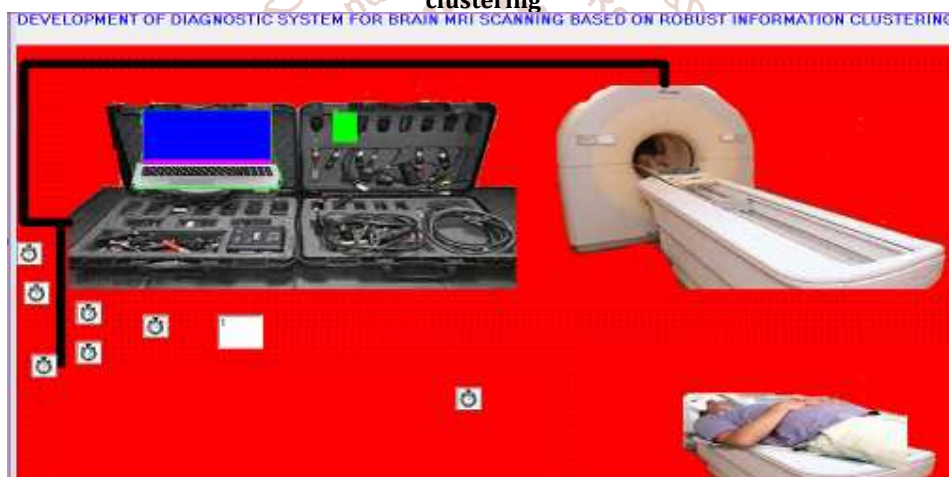 clustering
DEVELOPMENT OF DIAGNOSTIC SYSTEM FOR BRAIN MRI SCANNING BASED ON ROBUST INFORMATION CLUSTERING